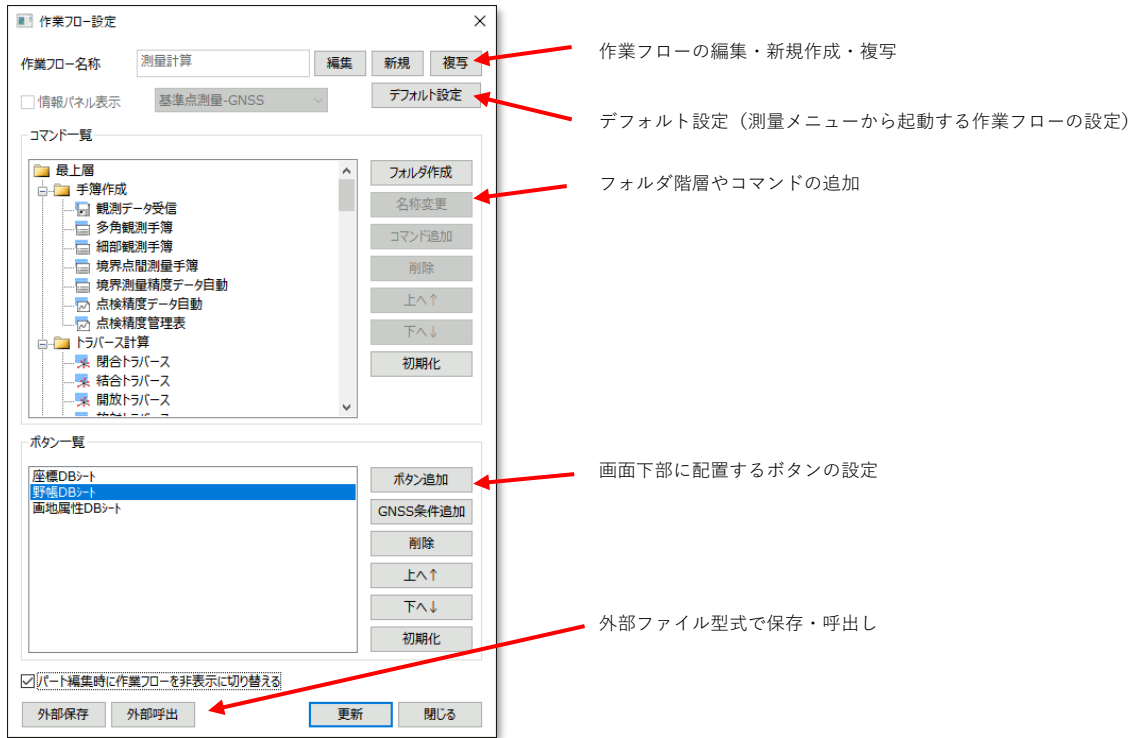 作業フロー設定
作業フロー名称 測量計算 編集 新規 複写
作業フローの編集・新規作成・複写
情報パネル表示 基準点測量-GNSS デフォルト設定
デフォルト設定（測量メニューから起動する作業フローの設定）
コマンド一覧
最上層
手簿作成
観測データ受信
多角観測手簿
細部観測手簿
境界点間測量手簿
境界測量精度データ自動
点検精度データ自動
点検精度管理表
トラバース計算
閉合トラバース
結合トラバース
開放トラバース
フォルダ作成
名称変更
コマンド追加
削除
上へ↑
下へ↓
初期化
フォルダ階層やコマンドの追加
ボタン一覧
座標DBシート
野帳DBシート
画地属性DBシート
ボタン追加
GNSS条件追加
削除
上へ↑
下へ↓
初期化
画面下部に配置するボタンの設定
外部ファイル型式で保存・呼出し
パート編集時に作業フローを非表示に切り替える
外部保存 外部呼出 更新 閉じる